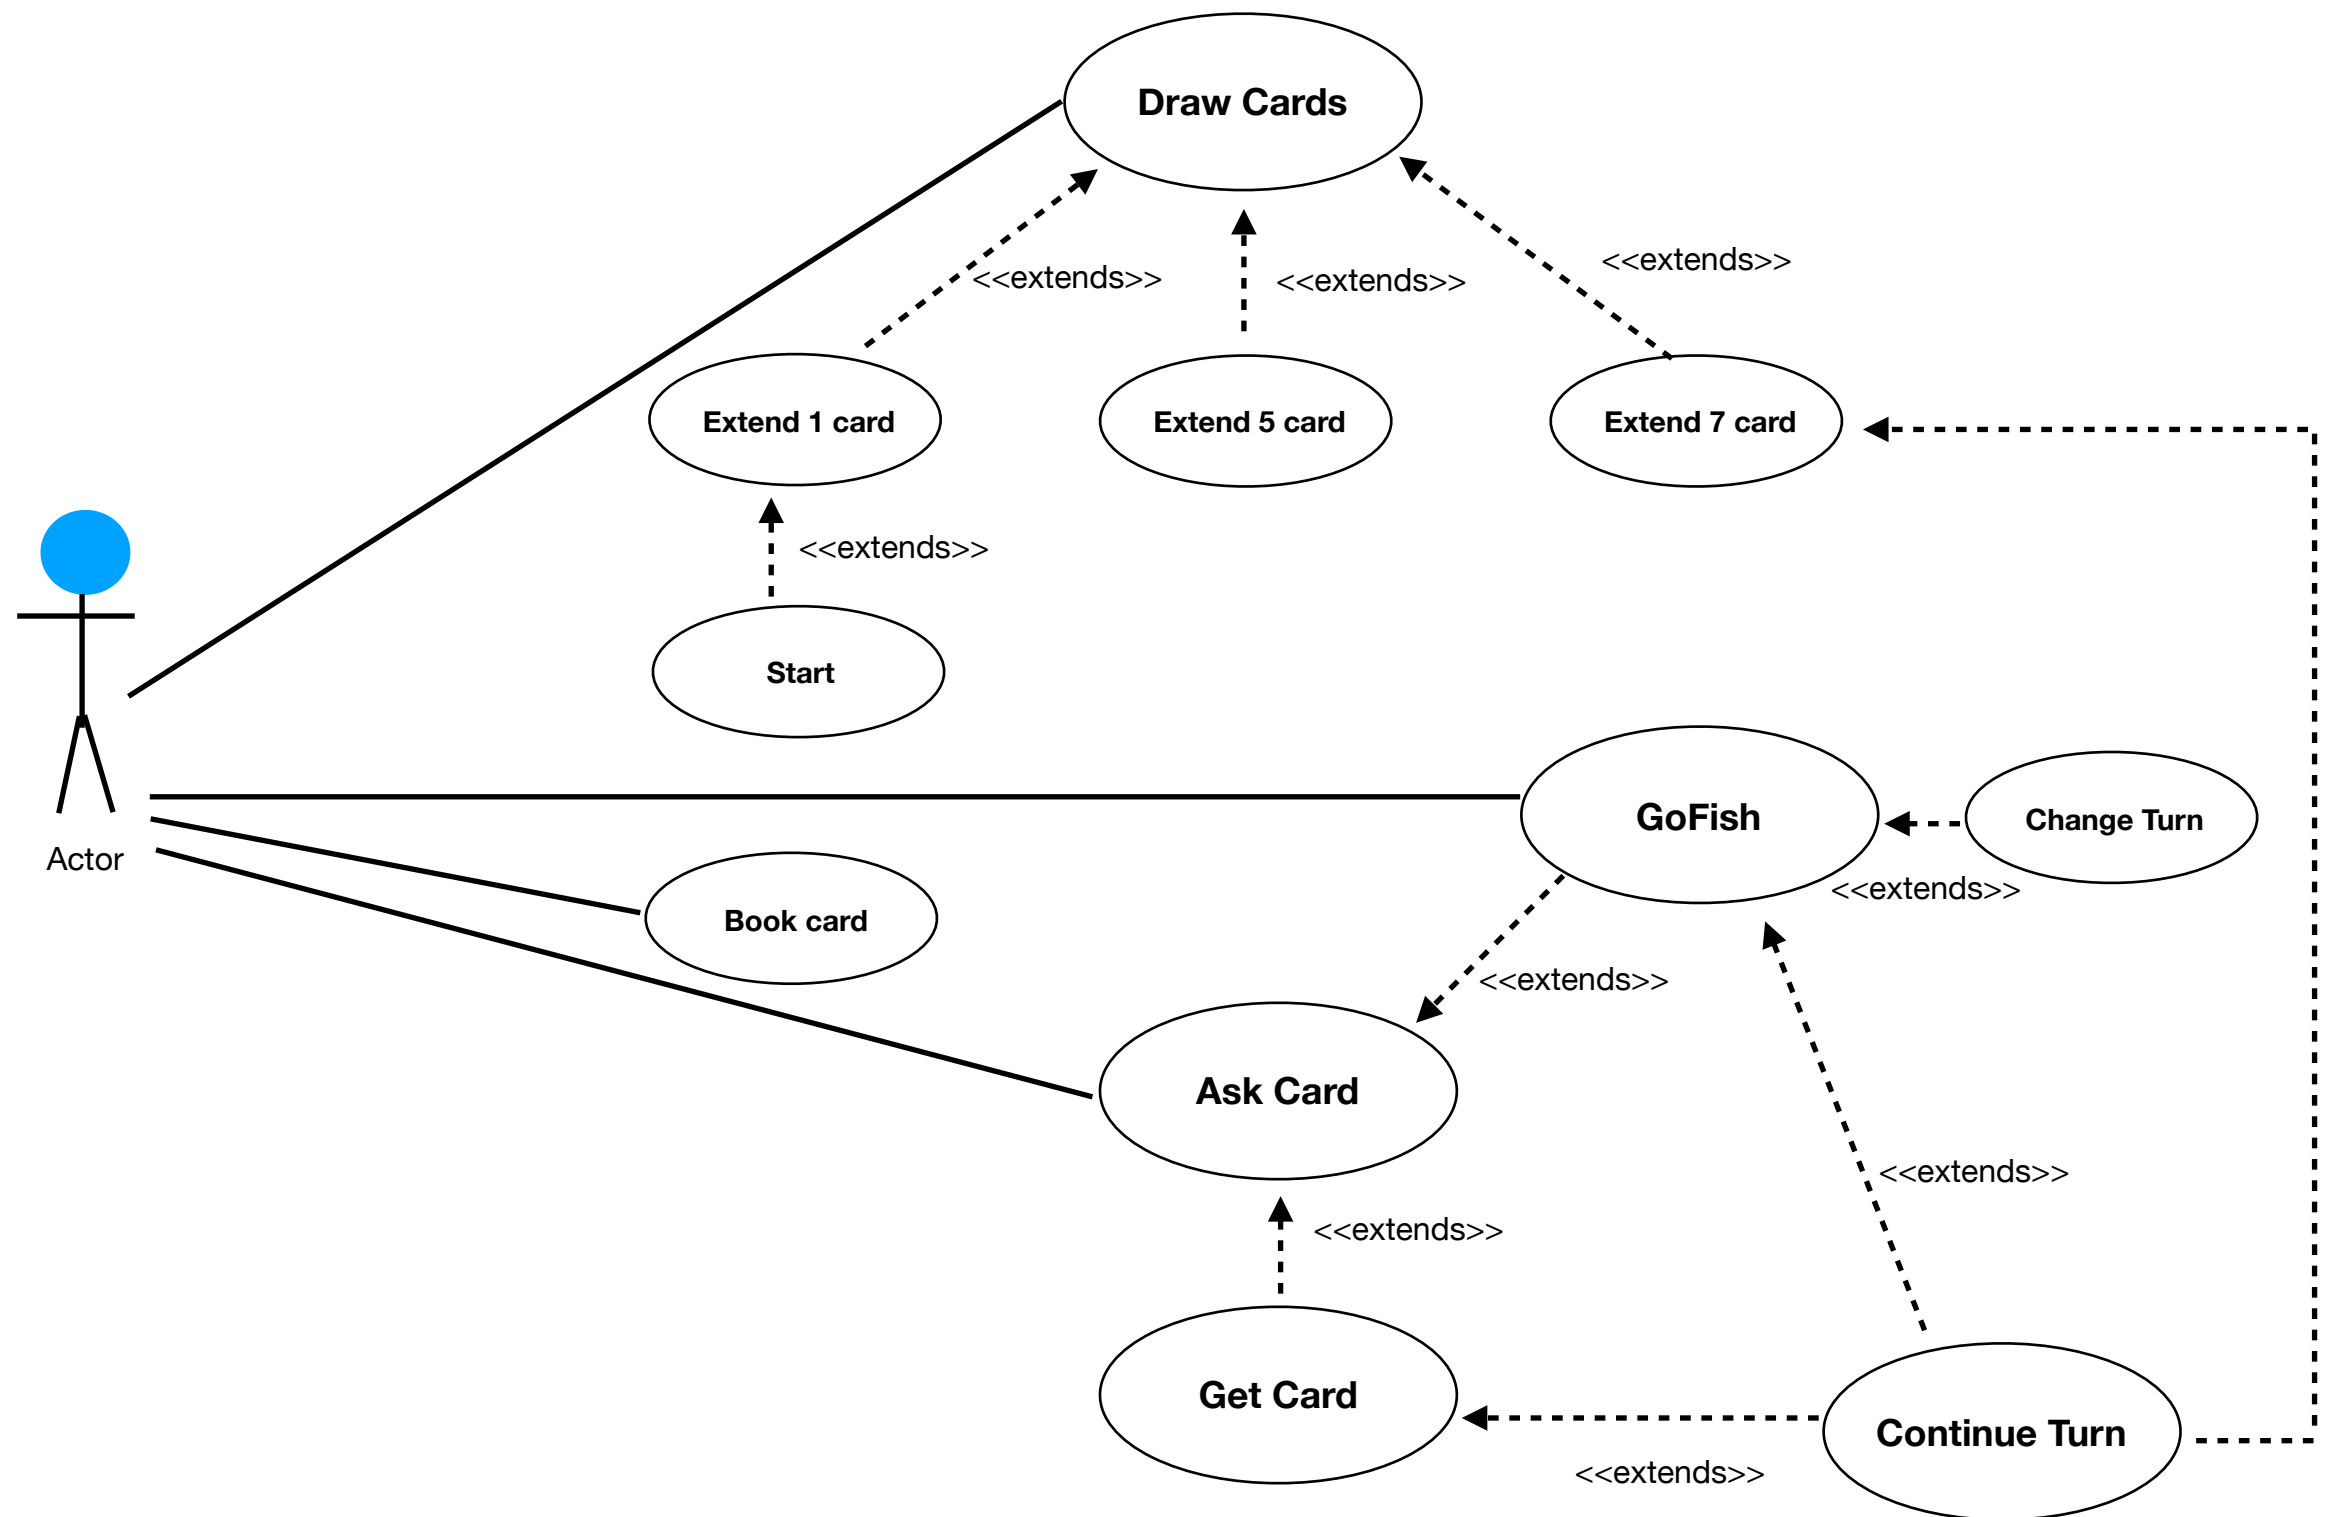 Draw Cards
<<extends>>
<<extends>>
<<extends>>
Extend 1 card
Extend 5 card
Extend 7 card
<<extends>>
Start
GoFish
Change Turn
Actor
<<extends>>
Book card
<<extends>>
Ask Card
<<extends>>
<<extends>>
Get Card
Continue Turn
<<extends>>